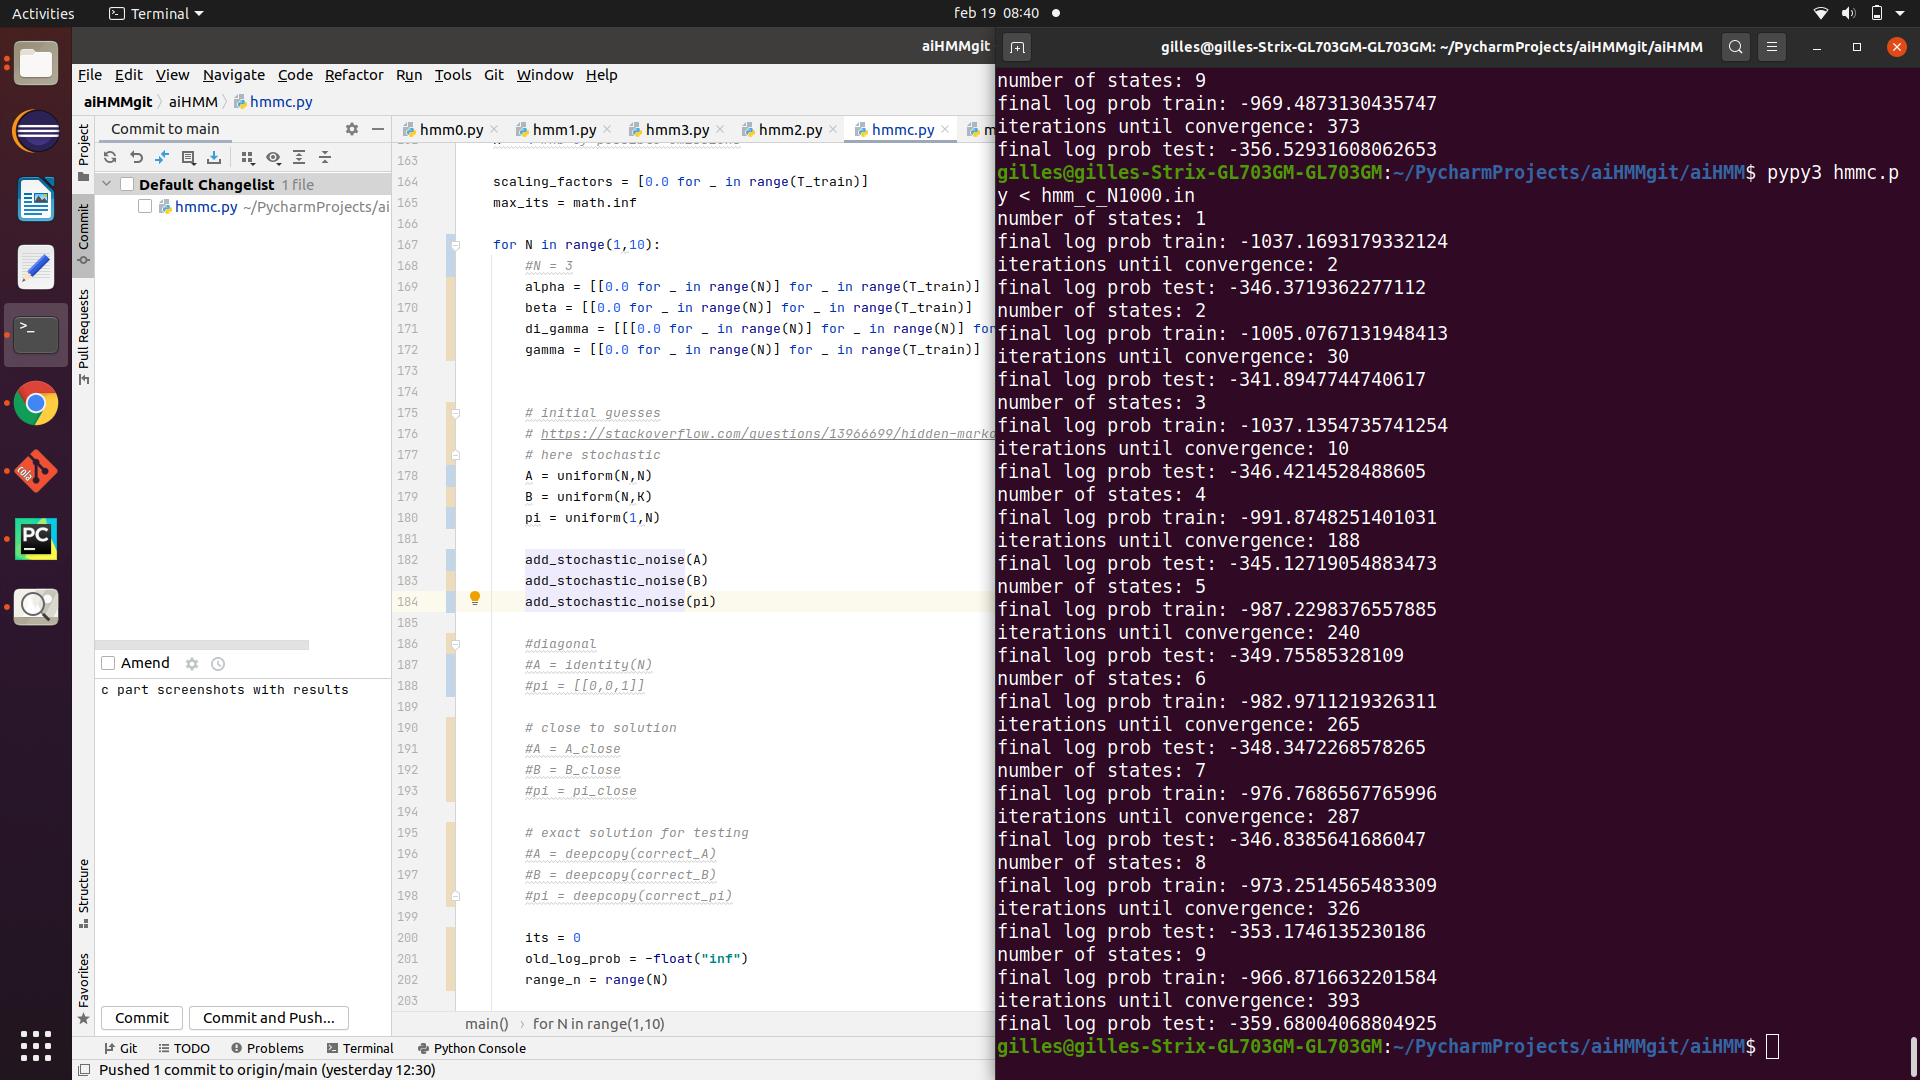 Activities
Terminal
feb 19 08:40
aiHMMgit
gilles@gilles-Strix-GL703GM-GL703GM: ~/PycharmProjects/aiHMMgit/aiHMM
File Edit View Navigate Code Refactor Run Tools Git Window Help
aiHMMgit aiHMM hmmc.py
Project
Commit
Pull Requests
Structure
Favorites
Commit to main
Default Changelist 1 file
hmmc.py ~/PycharmProjects/ai
Amend
c part screenshots with results
Commit
Commit and Push...
hmm0.py hmm1.py hmm3.py hmm2.py hmmc.py m
163
164 scaling_factors = [0.0 for _ in range(T_train)]
165 max_its = math.inf
166
167 for N in range(1,10):
168 #N = 3
169 alpha = [[0.0 for _ in range(N)] for _ in range(T_train)]
170 beta = [[0.0 for _ in range(N)] for _ in range(T_train)]
171 di_gamma = [[[0.0 for _ in range(N)] for _ in range(N)] for
172 gamma = [[0.0 for _ in range(N)] for _ in range(T_train)]
173
174
175 # initial guesses
176 # https://stackoverflow.com/questions/13966699/hidden-marko
177 # here stochastic
178 A = uniform(N,N)
179 B = uniform(N,K)
180 pi = uniform(1,N)
181
182 add_stochastic_noise(A)
183 add_stochastic_noise(B)
184 add_stochastic_noise(pi)
185
186 #diagonal
187 #A = identity(N)
188 #pi = [[0,0,1]]
189
190 # close to solution
191 #A = A_close
192 #B = B_close
193 #pi = pi_close
194
195 # exact solution for testing
196 #A = deepcopy(correct_A)
197 #B = deepcopy(correct_B)
198 #pi = deepcopy(correct_pi)
199
200 its = 0
201 old_log_prob = -float("inf")
202 range_n = range(N)
203
main() › for N in range(1,10)
Git TODO Problems Terminal Python Console
Pushed 1 commit to origin/main (yesterday 12:30)
number of states: 9
final log prob train: -969.4873130435747
iterations until convergence: 373
final log prob test: -356.52931608062653
gilles@gilles-Strix-GL703GM-GL703GM:~/PycharmProjects/aiHMMgit/aiHMM$ pypy3 hmmc.p
y < hmm_c_N1000.in
number of states: 1
final log prob train: -1037.1693179332124
iterations until convergence: 2
final log prob test: -346.3719362277112
number of states: 2
final log prob train: -1005.0767131948413
iterations until convergence: 30
final log prob test: -341.8947744740617
number of states: 3
final log prob train: -1037.1354735741254
iterations until convergence: 10
final log prob test: -346.4214528488605
number of states: 4
final log prob train: -991.8748251401031
iterations until convergence: 188
final log prob test: -345.12719054883473
number of states: 5
final log prob train: -987.2298376557885
iterations until convergence: 240
final log prob test: -349.75585328109
number of states: 6
final log prob train: -982.9711219326311
iterations until convergence: 265
final log prob test: -348.3472268578265
number of states: 7
final log prob train: -976.7686567765996
iterations until convergence: 287
final log prob test: -346.8385641686047
number of states: 8
final log prob train: -973.2514565483309
iterations until convergence: 326
final log prob test: -353.1746135230186
number of states: 9
final log prob train: -966.8716632201584
iterations until convergence: 393
final log prob test: -359.68004068804925
gilles@gilles-Strix-GL703GM-GL703GM:~/PycharmProjects/aiHMMgit/aiHMM$